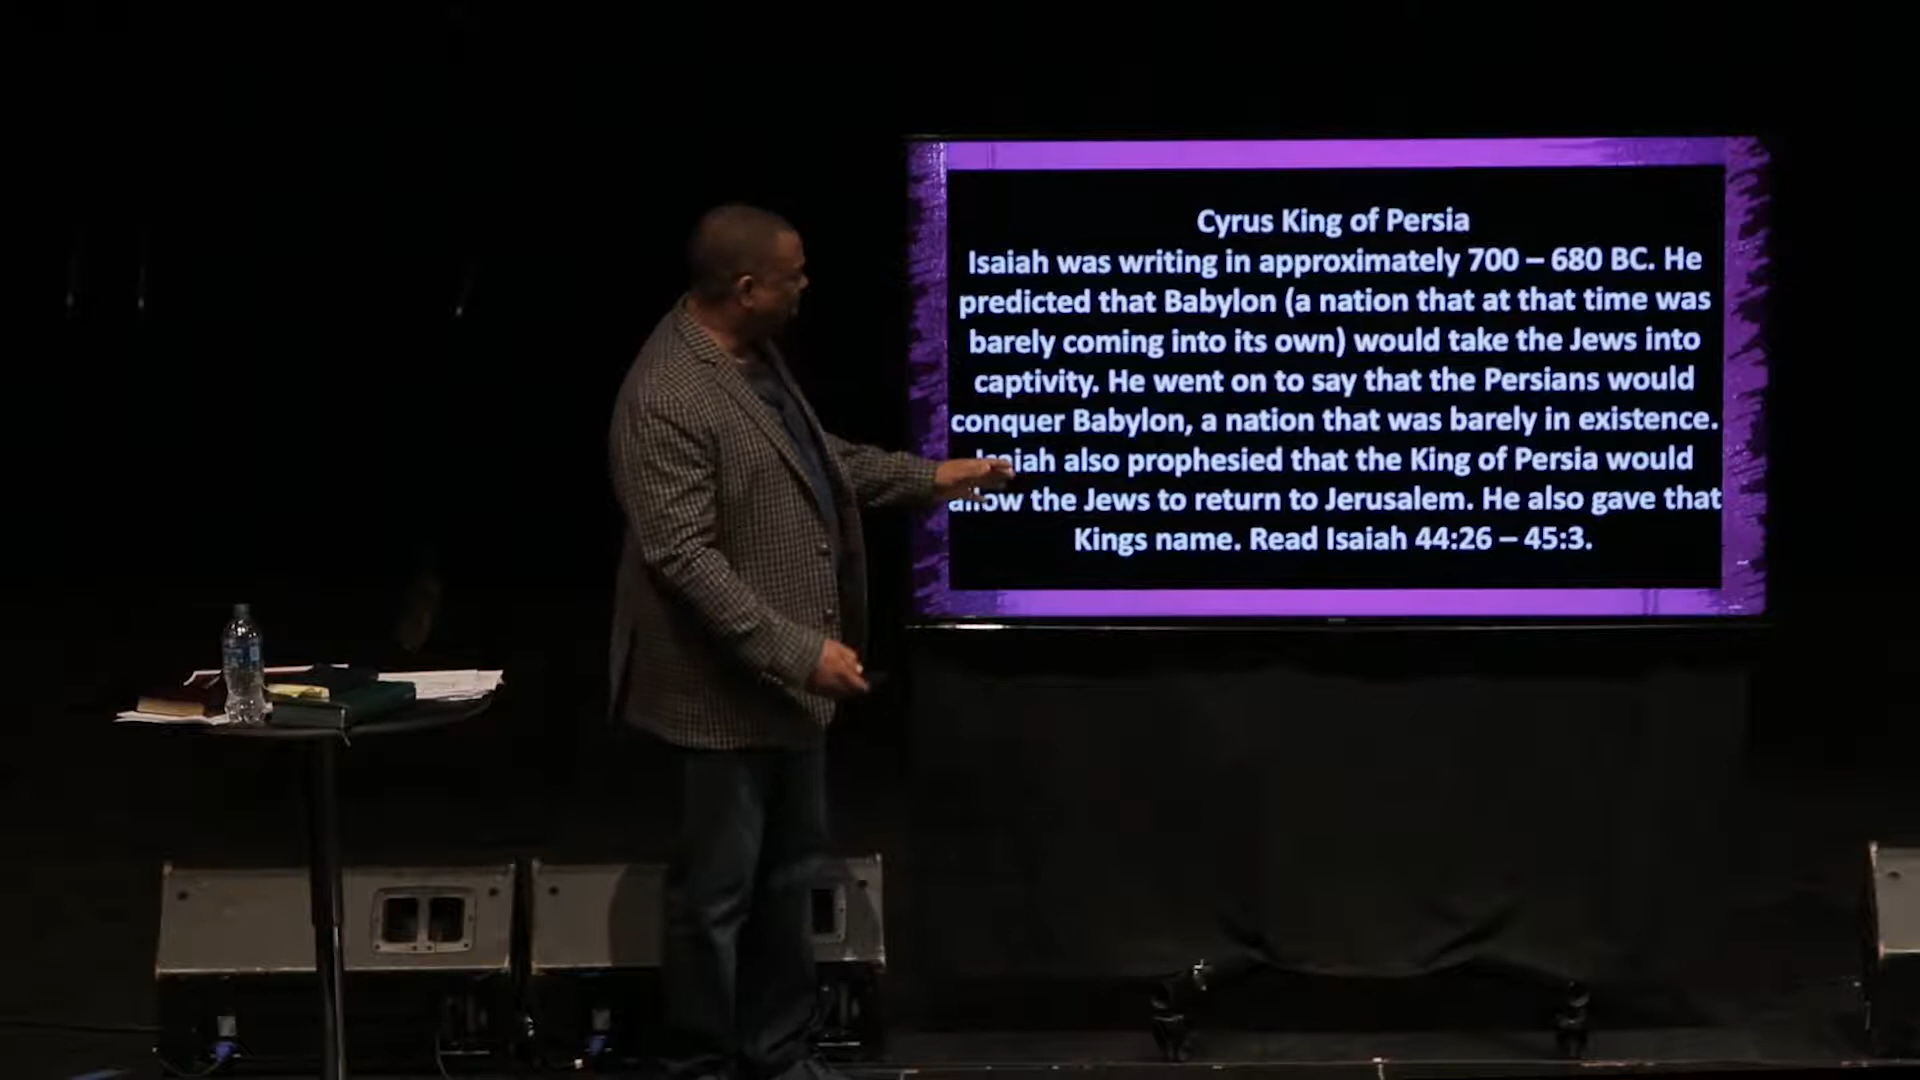 Cyrus King of Persia
Isaiah was writing in approximately 700 – 680 BC. He
predicted that Babylon (a nation that at that time was
barely coming into its own) would take the Jews into
captivity. He went on to say that the Persians would
conquer Babylon, a nation that was barely in existence.
Isaiah also prophesied that the King of Persia would
allow the Jews to return to Jerusalem. He also gave that
Kings name. Read Isaiah 44:26 – 45:3.